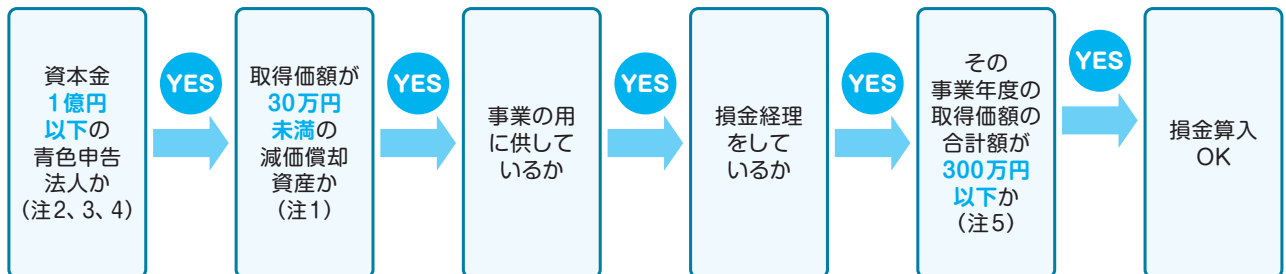 資本金
1億円
以下の
青色申告
法人か
(注2、3、4)
YES
取得価額が
30万円
未満の
減価償却
資産か
(注1)
YES
事業の用
に供して
いるか
YES
損金経理
をして
いるか
YES
その
事業年度の
取得価額の
合計額が
300万円
以下か
(注5)
YES
損金算入
OK